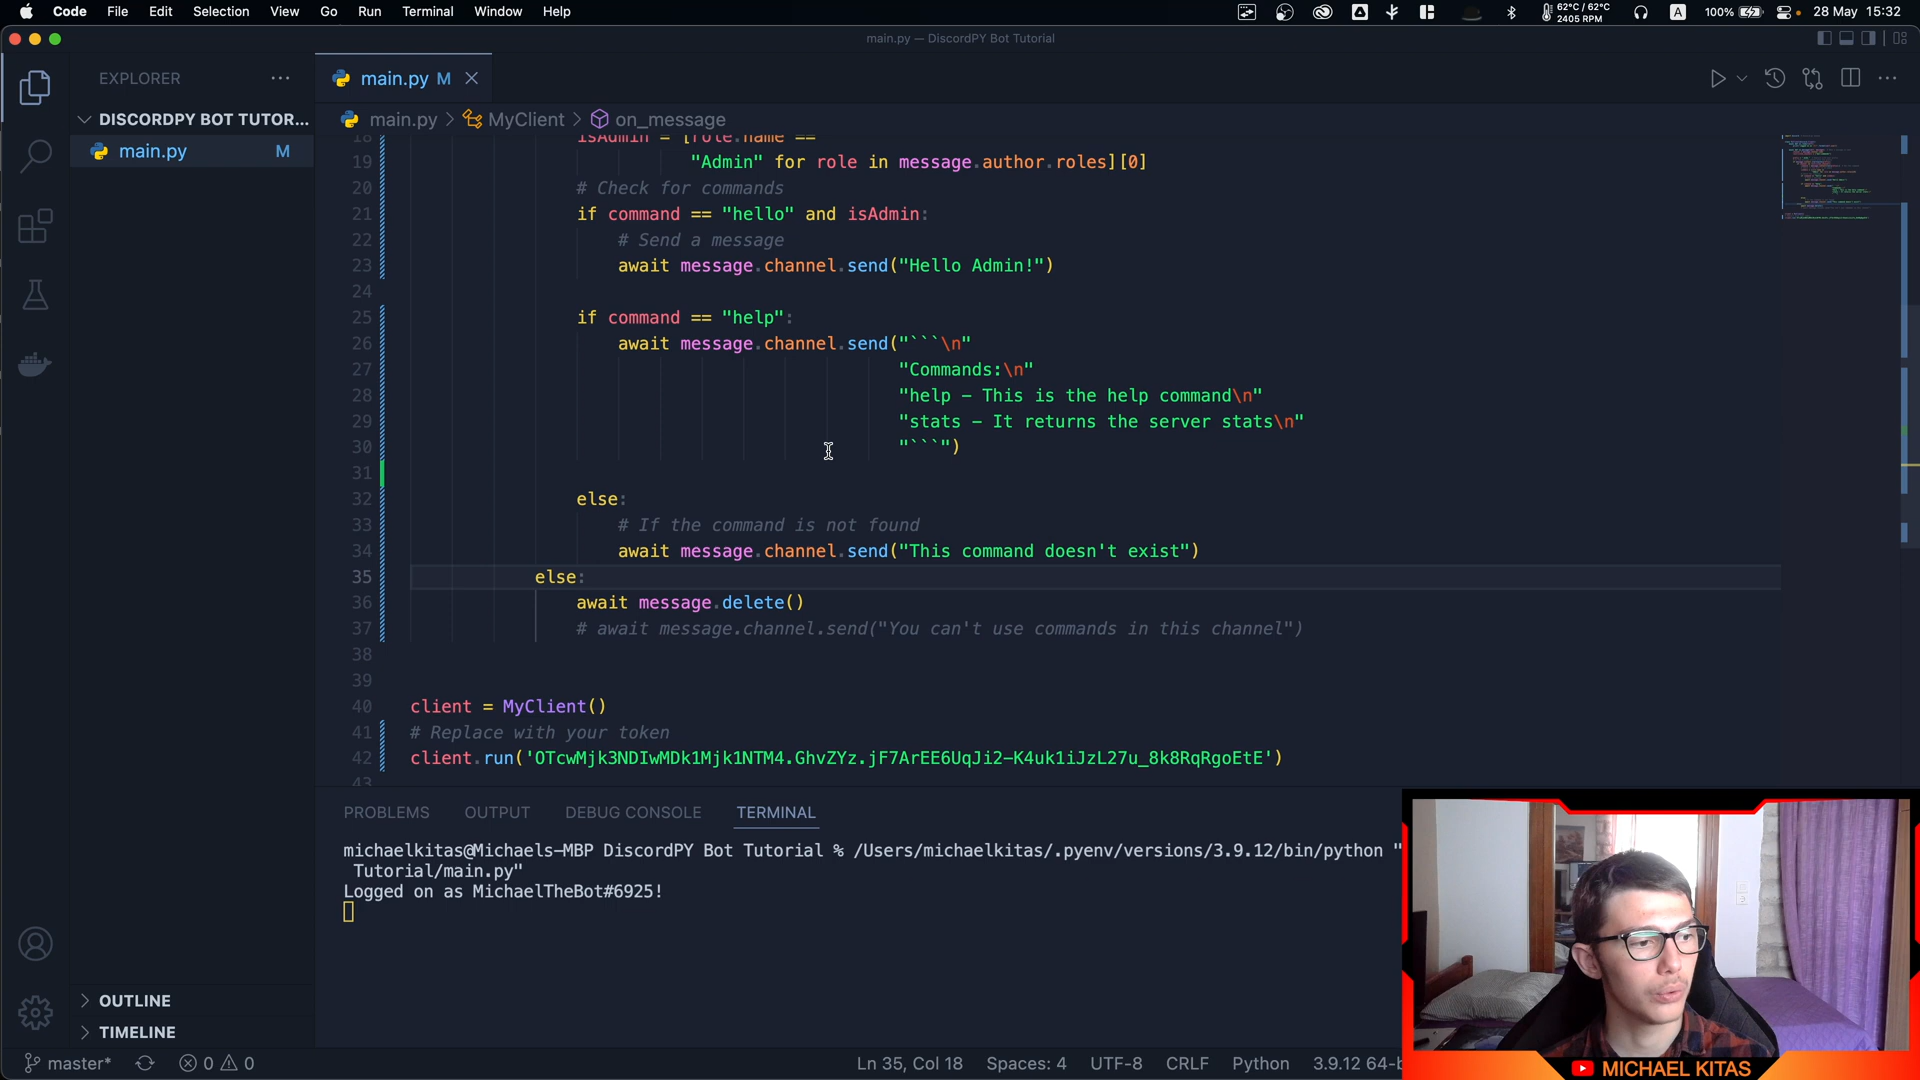 Code File Edit Selection View Go Run Terminal Window Help
62°C / 62°C
2405 RPM
A 100% 28 May 15:32
main.py — DiscordPY Bot Tutorial
EXPLORER ···
main.py M
DISCORDPY BOT TUTOR...
main.py > MyClient > on_message
main.py M
18 isAdmin = [role.name ==
19 "Admin" for role in message.author.roles][0]
20 # Check for commands
21 if command == "hello" and isAdmin:
22 # Send a message
23 await message.channel.send("Hello Admin!")
24
25 if command == "help":
26 await message.channel.send("```\n"
27 "Commands:\n"
28 "help – This is the help command\n"
29 "stats – It returns the server stats\n"
30 "```")
31
32 else:
33 # If the command is not found
34 await message.channel.send("This command doesn't exist")
35 else:
36 await message.delete()
37 # await message.channel.send("You can't use commands in this channel")
38
39
40 client = MyClient()
41 # Replace with your token
42 client.run('OTcwMjk3NDIwMDk1Mjk1NTM4.GhvZYz.jF7ArEE6UqJi2–K4uk1iJzL27u_8k8RqRgoEtE')
43
PROBLEMS OUTPUT DEBUG CONSOLE TERMINAL
michaelkitas@Michaels–MBP DiscordPY Bot Tutorial % /Users/michaelkitas/.pyenv/versions/3.9.12/bin/python "
Tutorial/main.py"
Logged on as MichaelTheBot#6925!
OUTLINE
TIMELINE
master* 0 0 Ln 35, Col 18 Spaces: 4 UTF-8 CRLF Python 3.9.12 64-b
MICHAEL KITAS